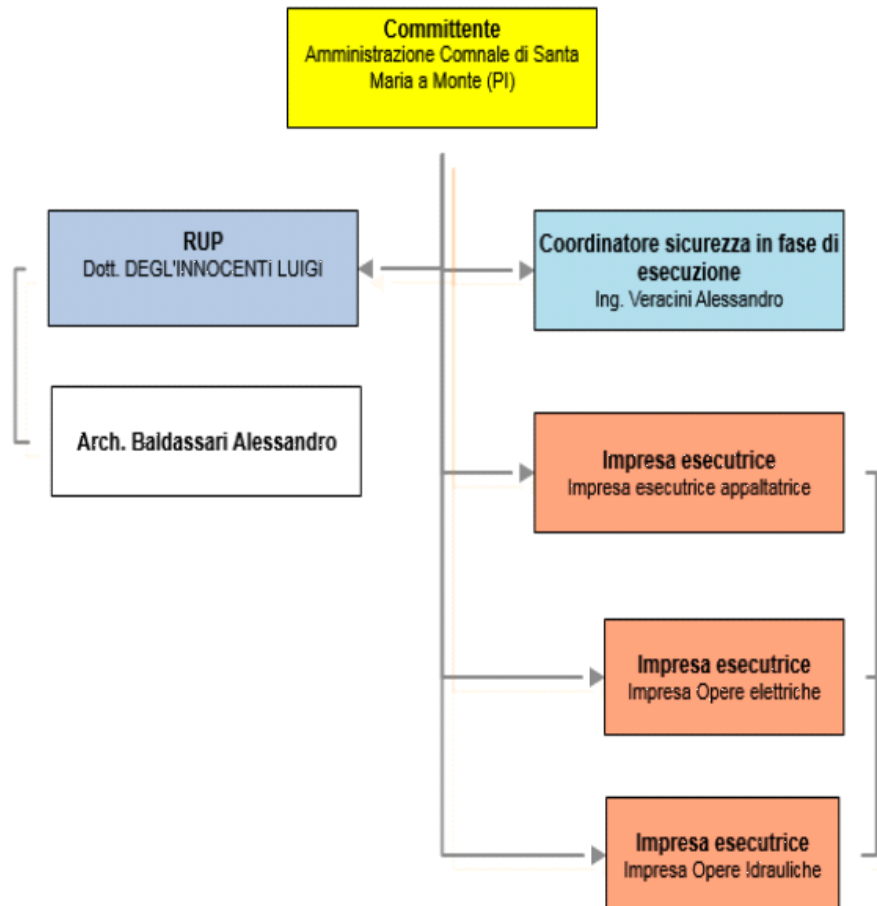 Committente
Amministrazione Comnale di Santa
Maria a Monte (PI)
RUP
Dott. DEGL'INNOCENTi LUIGI
Coordinatore sicurezza in fase di
esecuzione
Ing. Veracini Alessandro
Arch. Baldassari Alessandro
Impresa esecutrice
Impresa esecutrice appaltatrice
Impresa esecutrice
Impresa Opere elettriche
Impresa esecutrice
Impresa Opere Idrauliche